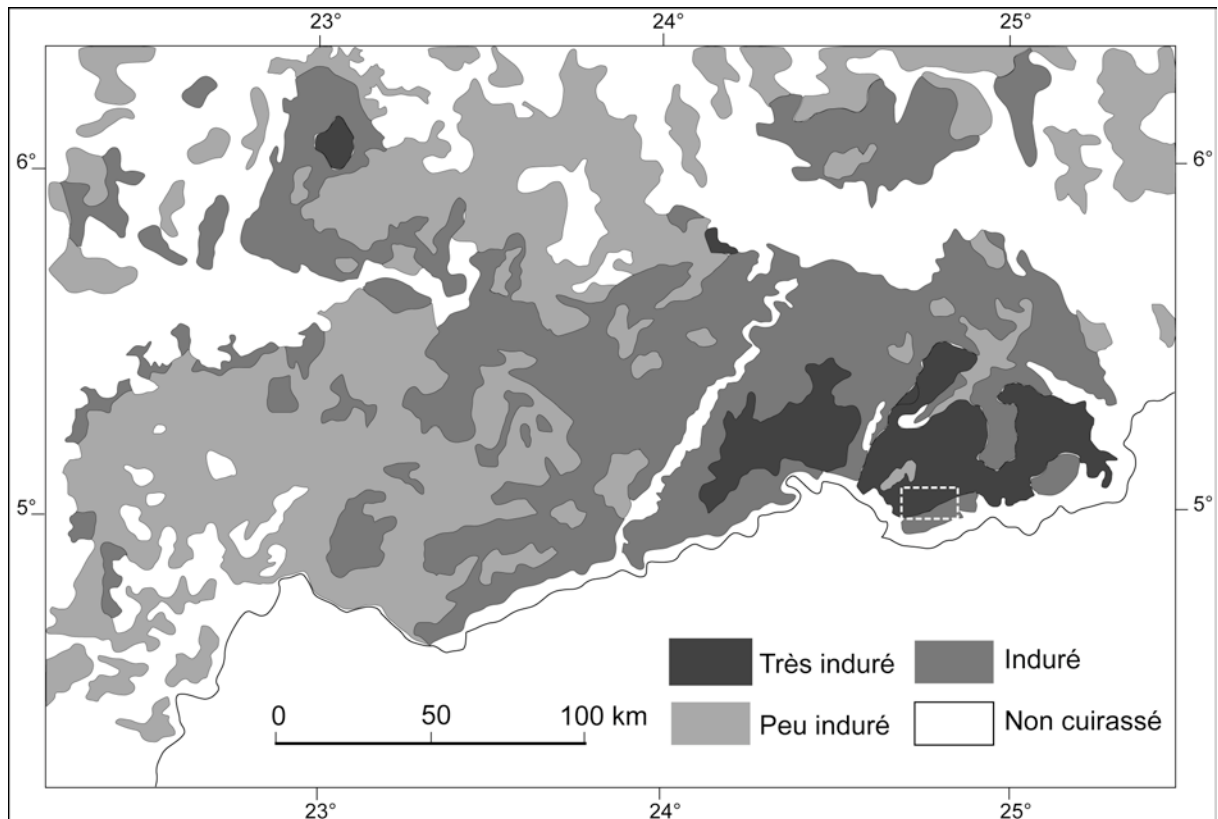 23° 24° 25°
6° 6°
5° 5°
Très induré Induré
Peu induré Non cuirassé
0 50 100 km
23° 24° 25°